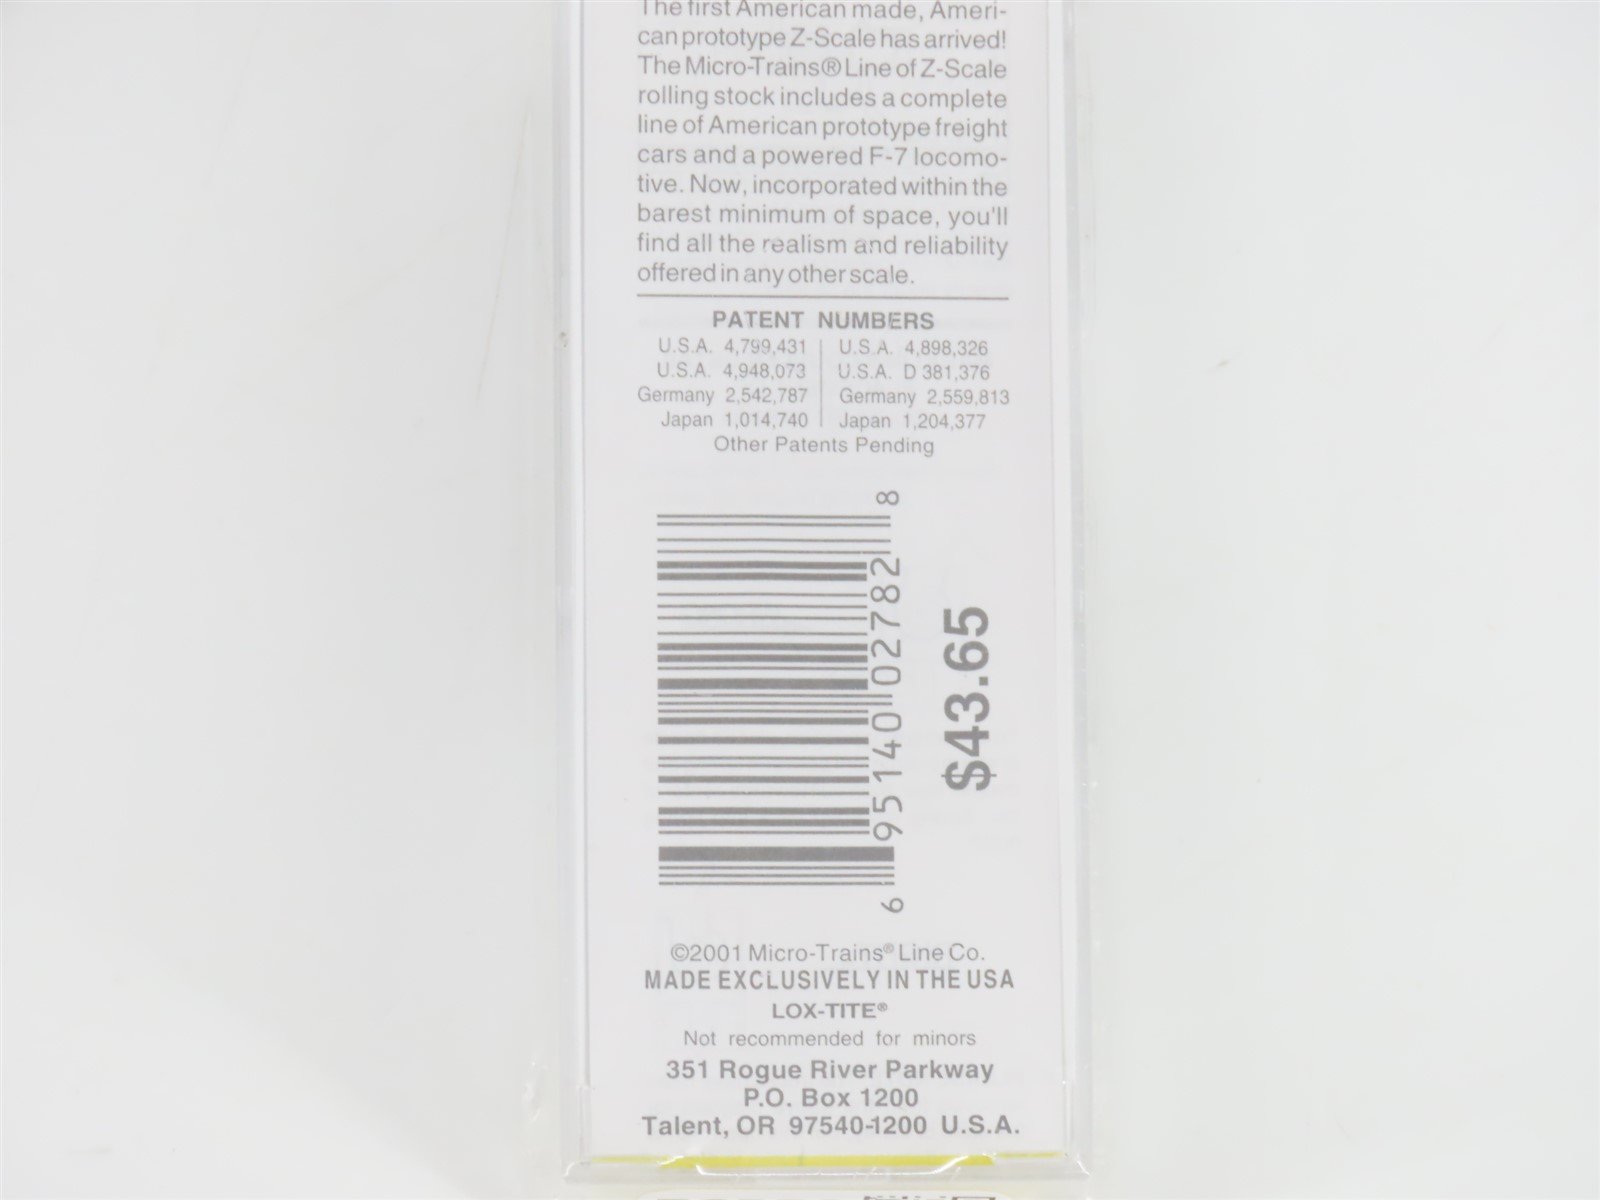 The first American made, Ameri-
can prototype Z-Scale has arrived!
The Micro-Trains® Line of Z-Scale
rolling stock includes a complete
line of American prototype freight
cars and a powered F-7 locomo-
tive. Now, incorporated within the
barest minimum of space, you'll
find all the realism and reliability
offered in any other scale.
PATENT NUMBERS
U.S.A. 4,799,431 | U.S.A. 4,898,326
U.S.A. 4,948,073 | U.S.A. D 381,376
Germany 2,542,787 | Germany 2,559,813
Japan 1,014,740 | Japan 1,204,377
Other Patents Pending
6 95140 02782 8
$43.65
©2001 Micro-Trains® Line Co.
MADE EXCLUSIVELY IN THE USA
LOX-TITE®
Not recommended for minors
351 Rogue River Parkway
P.O. Box 1200
Talent, OR 97540-1200 U.S.A.